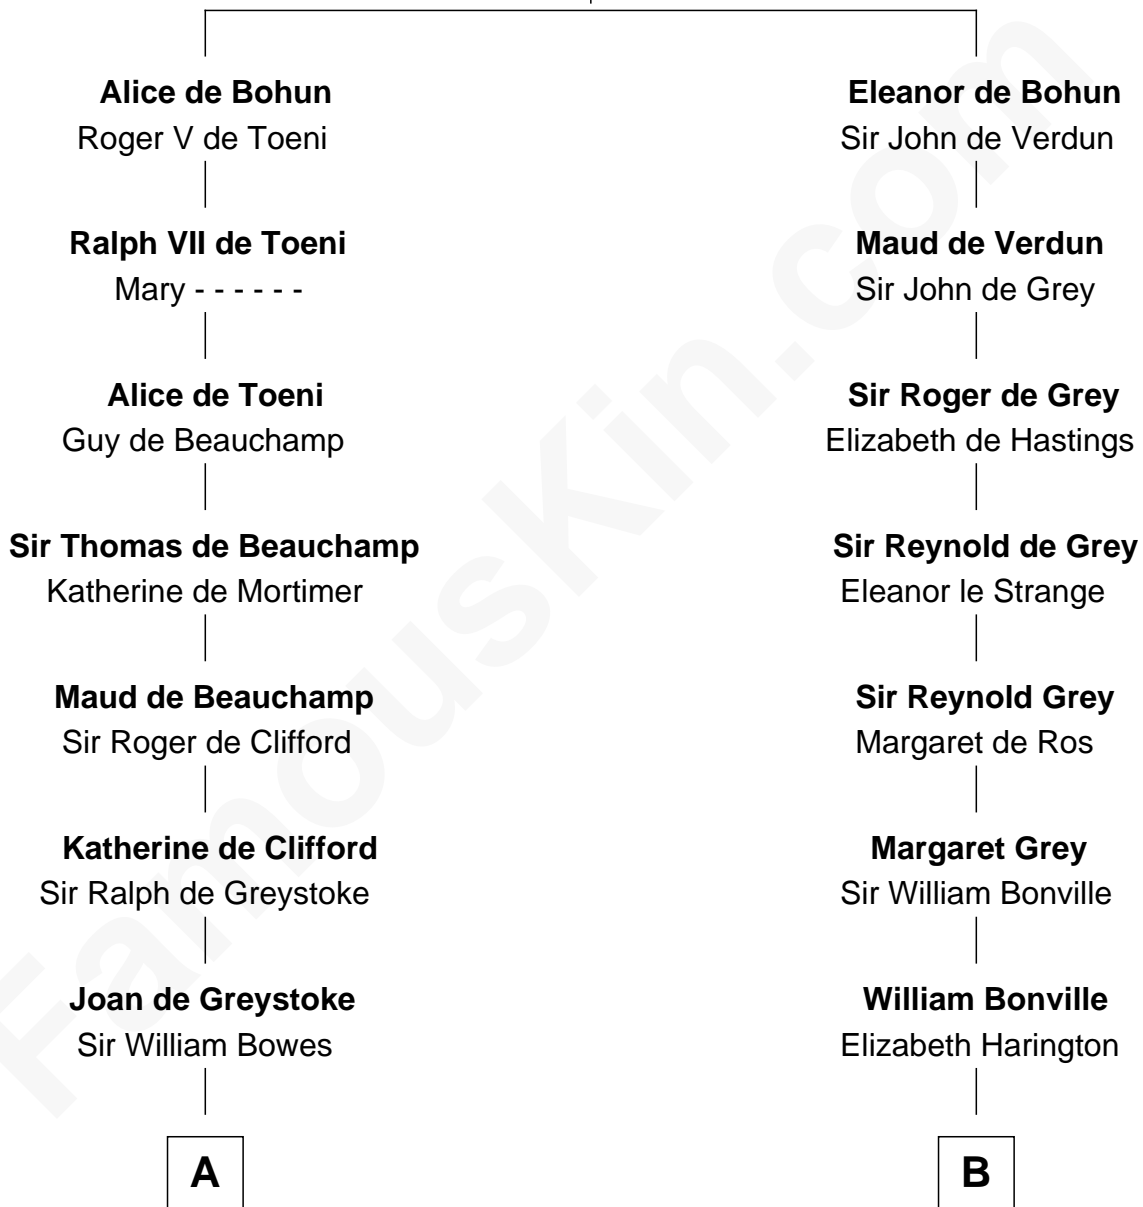 Alice de Bohun
Roger V de Toeni
Ralph VII de Toeni
Mary - - - - - -
Alice de Toeni
Guy de Beauchamp
Sir Thomas de Beauchamp
Katherine de Mortimer
Maud de Beauchamp
Sir Roger de Clifford
Katherine de Clifford
Sir Ralph de Greystoke
Joan de Greystoke
Sir William Bowes
A
Eleanor de Bohun
Sir John de Verdun
Maud de Verdun
Sir John de Grey
Sir Roger de Grey
Elizabeth de Hastings
Sir Reynold de Grey
Eleanor le Strange
Sir Reynold Grey
Margaret de Ros
Margaret Grey
Sir William Bonville
William Bonville
Elizabeth Harington
B
FamousKin.com